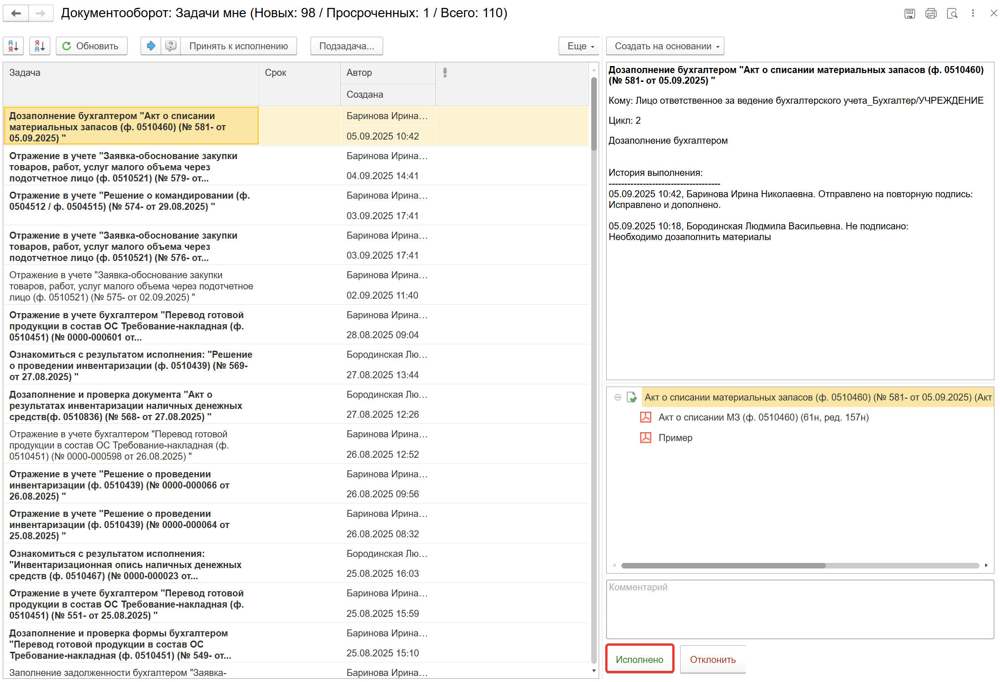 Документооборот: Задачи мне (Новых: 98 / Просроченных: 1 / Всего: 110)
Обновить
Принять к исполнению
Подзадача...
Еще
Создать на основании
Задача
Срок
Автор
Создана
Дозаполнение бухгалтером "Акт о списании
материальных запасов (ф. 0510460) (№ 581- от
05.09.2025) "
Баринова Ирина...
05.09.2025 10:42
Отражение в учете "Заявка-обоснование закупки
товаров, работ, услуг малого объема через
подотчетное лицо (ф. 0510521) (№ 579- от...
Баринова Ирина...
04.09.2025 14:41
Отражение в учете "Решение о командировании (ф.
0504512 / ф. 0504515) (№ 574- от 29.08.2025) "
Баринова Ирина...
03.09.2025 17:41
Отражение в учете "Заявка-обоснование закупки
товаров, работ, услуг малого объема через
подотчетное лицо (ф. 0510521) (№ 576- от...
Баринова Ирина...
03.09.2025 17:41
Отражение в учете "Заявка-обоснование закупки
товаров, работ, услуг малого объема через подотчетное
лицо (ф. 0510521) (№ 575- от 02.09.2025) "
Баринова Ирина...
02.09.2025 11:40
Отражение в учете бухгалтером "Перевод готовой
продукции в состав ОС Требование-накладная (ф.
0510451) (№ 0000-000601 от...
Баринова Ирина...
28.08.2025 09:04
Ознакомиться с результатом исполнения: "Решение
о проведении инвентаризации (ф. 0510439) (№ 569-
от 27.08.2025) "
Бородинская Лю...
27.08.2025 13:44
Дозаполнение и проверка документа "Акт о
результатах инвентаризации наличных денежных
средств(ф. 0510836) (№ 568- от 27.08.2025) "
Бородинская Лю...
27.08.2025 12:26
Отражение в учете бухгалтером "Перевод готовой
продукции в состав ОС Требование-накладная (ф.
0510451) (№ 0000-000598 от 26.08.2025) "
Баринова Ирина...
26.08.2025 12:52
Отражение в учете "Решение о проведении
инвентаризации (ф. 0510439) (№ 0000-000066 от
26.08.2025) "
Баринова Ирина...
26.08.2025 09:56
Отражение в учете "Решение о проведении
инвентаризации (ф. 0510439) (№ 0000-000064 от
25.08.2025) "
Баринова Ирина...
26.08.2025 08:32
Ознакомиться с результатом исполнения:
"Инвентаризационная опись наличных денежных
средств (ф. 0510467) (№ 0000-000023 от...
Бородинская Лю...
25.08.2025 16:03
Отражение в учете бухгалтером "Перевод готовой
продукции в состав ОС Требование-накладная (ф.
0510451) (№ 551- от 25.08.2025) "
Баринова Ирина...
25.08.2025 15:59
Дозаполнение и проверка формы бухгалтером
"Перевод готовой продукции в состав ОС
Требование-накладная (ф. 0510451) (№ 549- от...
Баринова Ирина...
25.08.2025 15:10
Заполнение задолженности бухгалтером "Заявка-
Баринова Ирина...
Дозаполнение бухгалтером "Акт о списании материальных запасов (ф. 0510460)
(№ 581- от 05.09.2025) "
Кому: Лицо ответственное за ведение бухгалтерского учета_Бухгалтер/УЧРЕЖДЕНИЕ
Цикл: 2
Дозаполнение бухгалтером
История выполнения:
-------------------------------------
05.09.2025 10:42, Баринова Ирина Николаевна. Отправлено на повторную подпись:
Исправлено и дополнено.
05.09.2025 10:18, Бородинская Людмила Васильевна. Не подписано:
Необходимо дозаполнить материалы
Акт о списании материальных запасов (ф. 0510460) (№ 581- от 05.09.2025) (Акт
Акт о списании МЗ (ф. 0510460) (61н, ред. 157н)
Пример
Комментарий
Исполнено
Отклонить